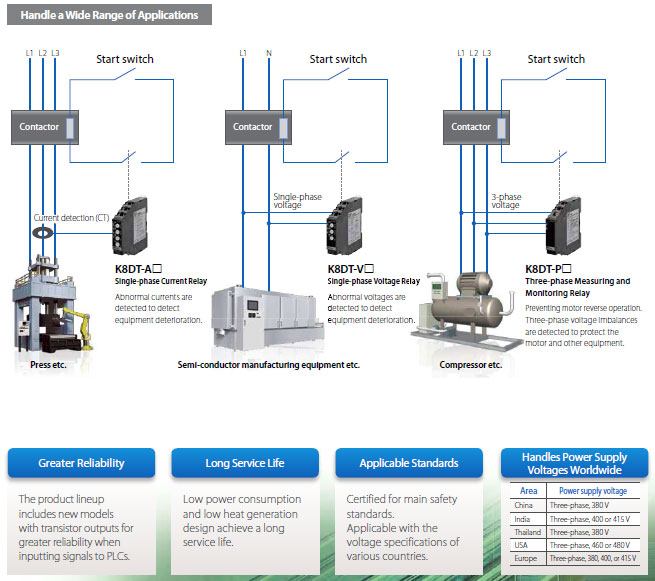 Handle a Wide Range of Applications
L1 L2 L3
Start switch
Contactor
Current detection (CT)
K8DT-A□
Single-phase Current Relay
Abnormal currents are
detected to detect
equipment deterioration.
Press etc.
L1 N
Start switch
Contactor
Single-phase
voltage
K8DT-V□
Single-phase Voltage Relay
Abnormal voltages are
detected to detect
equipment deterioration.
Semi-conductor manufacturing equipment etc.
L1 L2 L3
Start switch
Contactor
3-phase
voltage
K8DT-P□
Three-phase Measuring and
Monitoring Relay
Preventing motor reverse operation.
Three-phase voltage imbalances
are detected to protect the
motor and other equipment.
Compressor etc.
Greater Reliability
The product lineup
includes new models
with transistor outputs for
greater reliability when
inputting signals to PLCs.
Long Service Life
Low power consumption
and low heat generation
design achieve a long
service life.
Applicable Standards
Certified for main safety
standards.
Applicable with the
voltage specifications of
various countries.
Handles Power Supply
Voltages Worldwide
Area Power supply voltage
China Three-phase, 380 V
India Three-phase, 400 or 415 V
Thailand Three-phase, 380 V
USA Three-phase, 460 or 480 V
Europe Three-phase, 380, 400, or 415 V